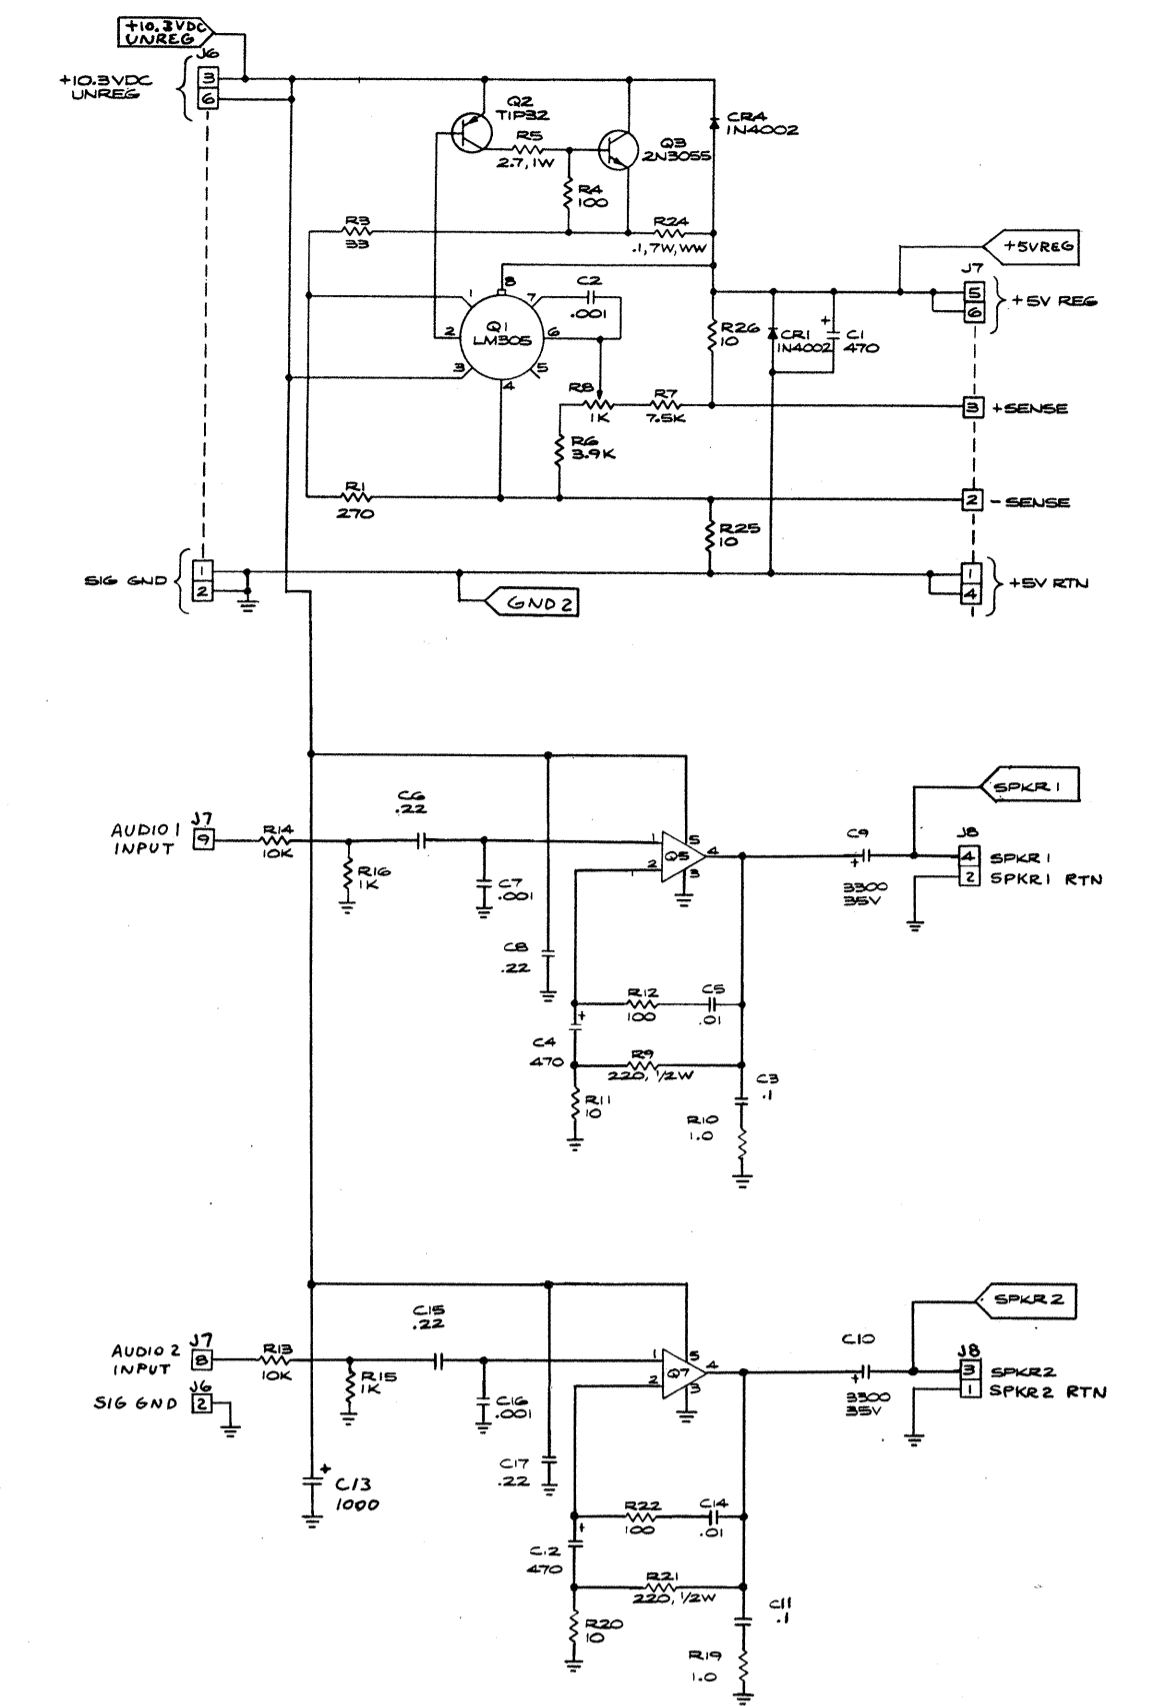 +10.3VDC
UNREG
J6
+10.3VDC
UNREG
3
6
Q2
TIP32
R5
2.7, 1W
Q3
2N3055
CR4
1N4002
R4
100
R3
33
R24
.1, 7W, WW
+5VREG
J7
5
6
+5V REG
8
1
7
C2
.001
2
Q1
LM305
6
3
5
4
R26
10
CR1
1N4002
+
C1
470
R8
1K
R7
7.5K
3
+SENSE
R6
3.9K
R1
270
2
-SENSE
R25
10
SIG GND
1
2
GND 2
1
4
+5V RTN
SPKR 1
C6
.22
AUDIO 1
INPUT
J7
9
R14
10K
R16
1K
C7
.001
1
2
Q5
5
4
3
C9
+
3300
35V
J8
4
SPKR 1
2
SPKR 1 RTN
C8
.22
R12
100
C5
.01
+
C4
470
R9
220, 1/2W
R11
10
C3
.1
R10
1.0
SPKR 2
C15
.22
AUDIO 2
INPUT
J7
8
R13
10K
R15
1K
C16
.001
1
2
Q7
5
4
3
C10
+
3300
35V
J8
3
SPKR2
1
SPKR2 RTN
SIG GND
J6
2
C17
.22
+
C13
1000
R22
100
C14
.01
+
C12
470
R21
220, 1/2W
R20
10
C11
.1
R19
1.0